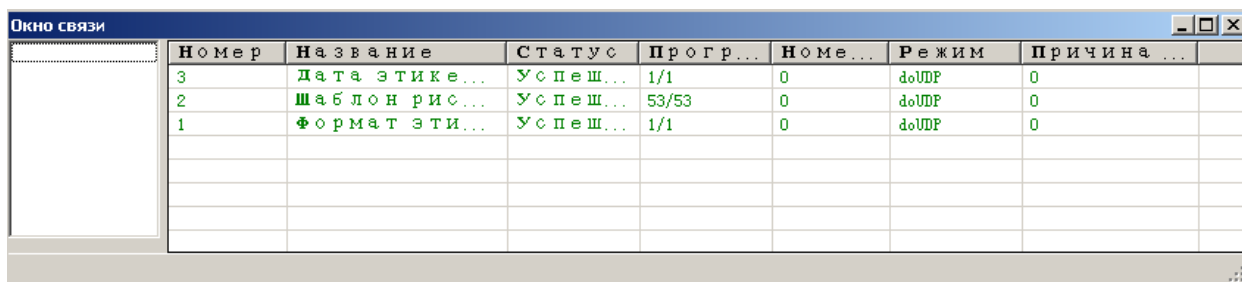 Окно связи
Номер Название Статус Прогр... Номе... Режим Причина ...
3 Дата этике... Успеш... 1/1 0 doUDP 0
2 Шаблон рис... Успеш... 53/53 0 doUDP 0
1 Формат эти... Успеш... 1/1 0 doUDP 0